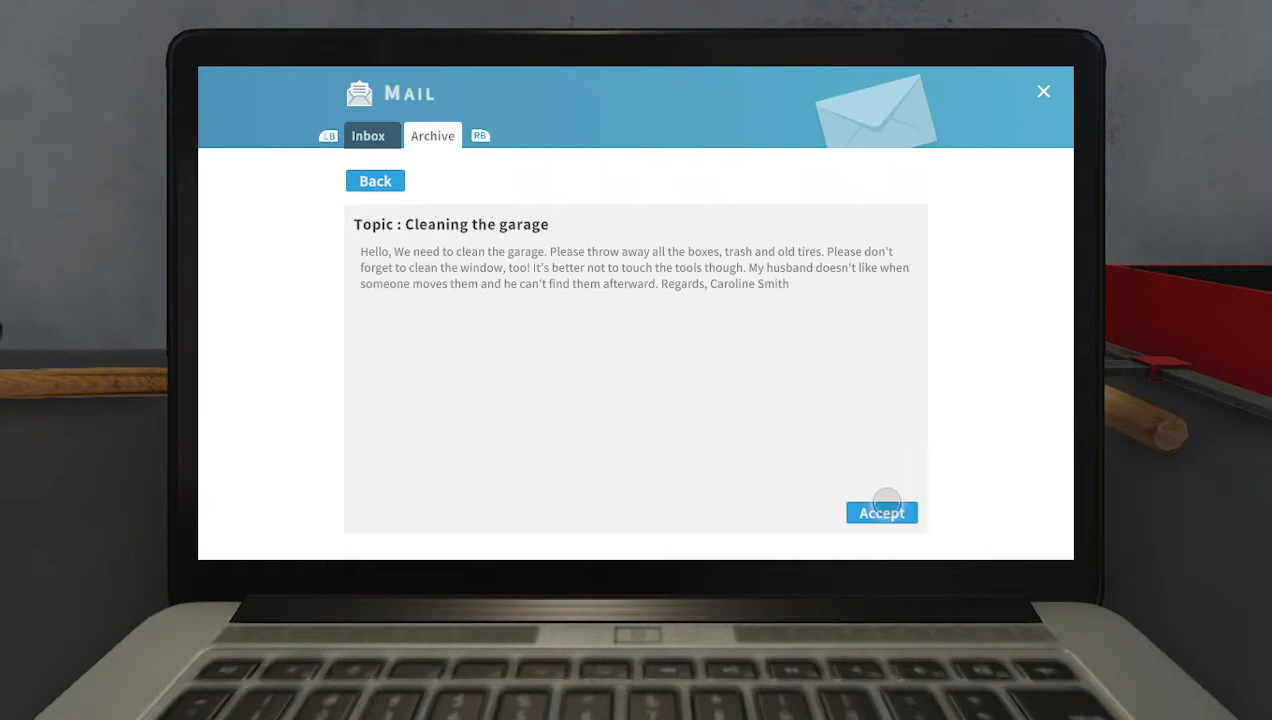 MAIL
LB Inbox Archive RB
Back
Topic : Cleaning the garage
Hello, We need to clean the garage. Please throw away all the boxes, trash and old tires. Please don't
forget to clean the window, too! It's better not to touch the tools though. My husband doesn't like when
someone moves them and he can't find them afterward. Regards, Caroline Smith
Accept